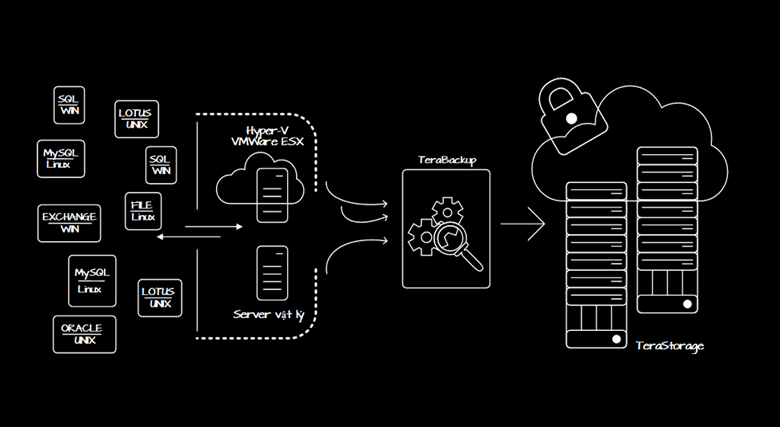 SQL
WIN
LOTUS
UNIX
MySQL
Linux
SQL
WIN
FILE
Linux
EXCHANGE
WIN
MySQL
Linux
LOTUS
UNIX
ORACLE
UNIX
Hyper-V
VMWare ESX
Server vật lý
TeraBackup
TeraStorage